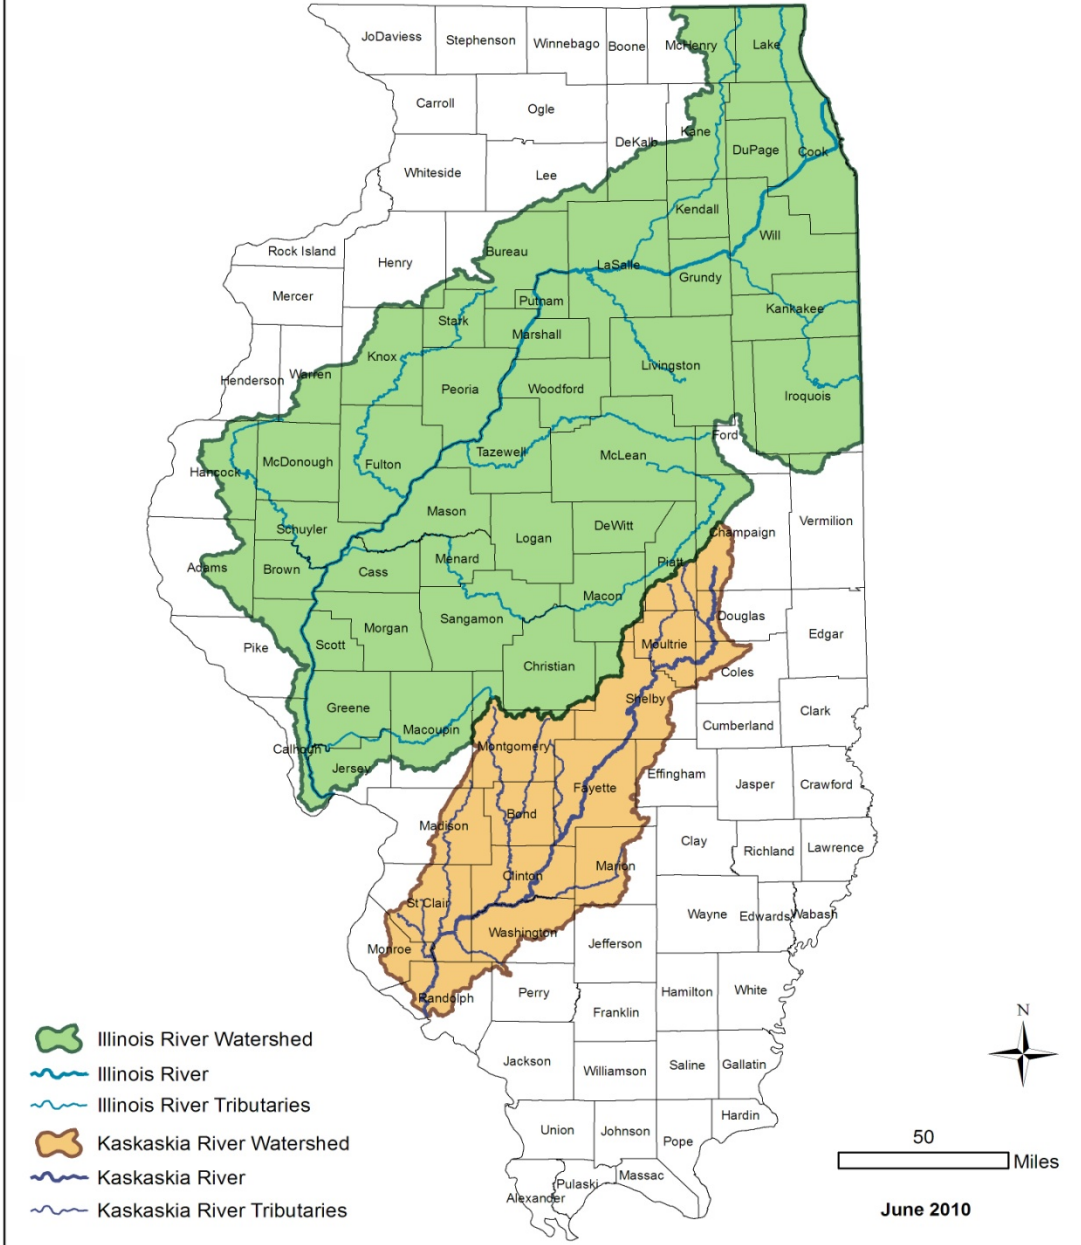 JoDaviess
Stephenson
Winnebago
Boone
McHenry
Lake
Carroll
Ogle
DeKalb
Kane
DuPage
Cook
Whiteside
Lee
Kendall
Will
Rock Island
Henry
Bureau
LaSalle
Grundy
Mercer
Putnam
Kankakee
Stark
Marshall
Knox
Henderson
Warren
Peoria
Woodford
Livingston
Iroquois
Ford
Hancock
McDonough
Fulton
Tazewell
McLean
Mason
Schuyler
Logan
DeWitt
Champaign
Vermilion
Adams
Brown
Cass
Menard
Piatt
Macon
Douglas
Edgar
Pike
Scott
Morgan
Sangamon
Moultrie
Christian
Coles
Greene
Shelby
Clark
Macoupin
Cumberland
Calhoun
Montgomery
Jersey
Effingham
Fayette
Jasper
Crawford
Madison
Bond
Clay
Richland
Lawrence
Marion
Clinton
St Clair
Wayne
Edwards
Wabash
Washington
Monroe
Jefferson
Randolph
Perry
Hamilton
White
Franklin
Jackson
Williamson
Saline
Gallatin
Union
Johnson
Pope
Hardin
Massac
Pulaski
Alexander
Illinois River Watershed
Illinois River
Illinois River Tributaries
Kaskaskia River Watershed
Kaskaskia River
Kaskaskia River Tributaries
N
50
Miles
June 2010